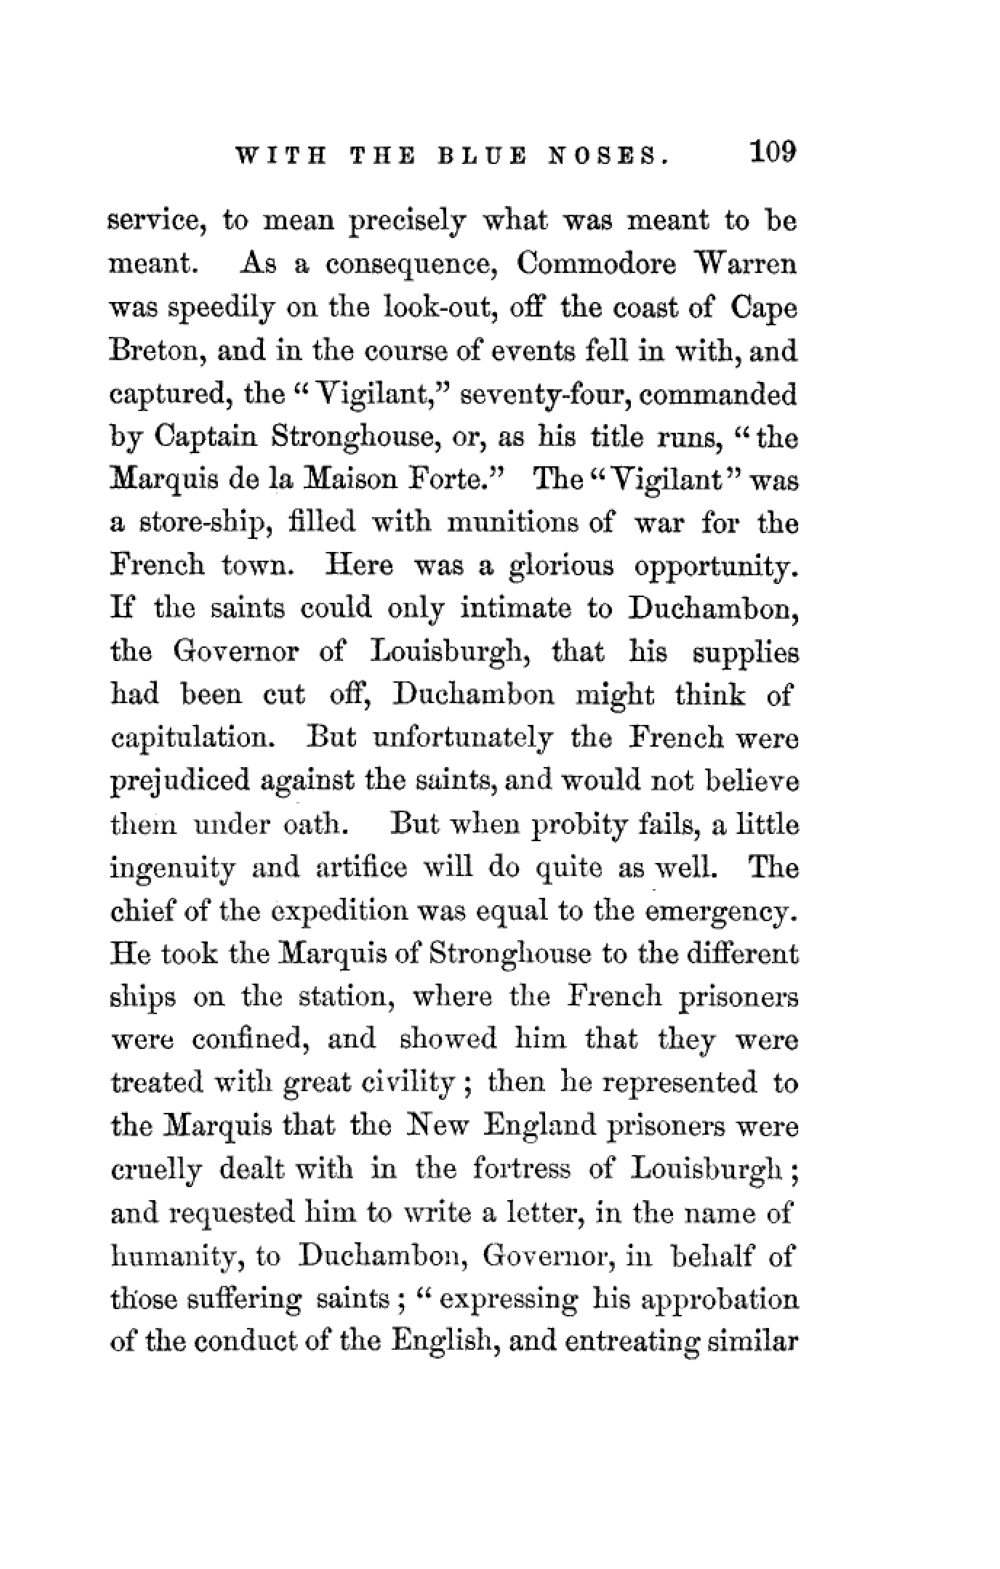 WITH THE BLUE NOSES. 109
service, to mean precisely what was meant to be
meant. As a consequence, Commodore Warren
was speedily on the look-out, off the coast of Cape
Breton, and in the course of events fell in with, and
captured, the “Vigilant,” seventy-four, commanded
by Captain Stronghouse, or, as his title runs, “the
Marquis de la Maison Forte.” The “Vigilant” was
a store-ship, filled with munitions of war for the
French town. Here was a glorious opportunity.
If the saints could only intimate to Duchambon,
the Governor of Louisburgh, that his supplies
had been cut off, Duchambon might think of
capitulation. But unfortunately the French were
prejudiced against the saints, and would not believe
them under oath. But when probity fails, a little
ingenuity and artifice will do quite as well. The
chief of the expedition was equal to the emergency.
He took the Marquis of Stronghouse to the different
ships on the station, where the French prisoners
were confined, and showed him that they were
treated with great civility; then he represented to
the Marquis that the New England prisoners were
cruelly dealt with in the fortress of Louisburgh;
and requested him to write a letter, in the name of
humanity, to Duchambon, Governor, in behalf of
those suffering saints; “expressing his approbation
of the conduct of the English, and entreating similar